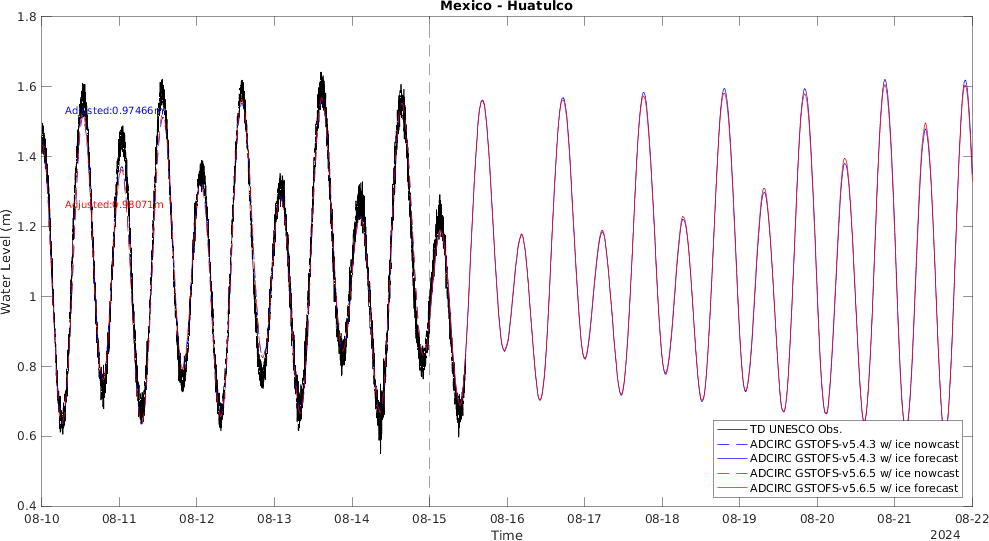 Mexico - Huatulco
Water Level (m)
1.8
1.6
1.4
1.2
1
0.8
0.6
0.4
Adjusted:0.97466m
Adjusted:0.98071m
TD UNESCO Obs.
ADCIRC GSTOFS-v5.4.3 w/ ice nowcast
ADCIRC GSTOFS-v5.4.3 w/ ice forecast
ADCIRC GSTOFS-v5.6.5 w/ ice nowcast
ADCIRC GSTOFS-v5.6.5 w/ ice forecast
08-10 08-11 08-12 08-13 08-14 08-15 08-16 08-17 08-18 08-19 08-20 08-21 08-22
Time
2024